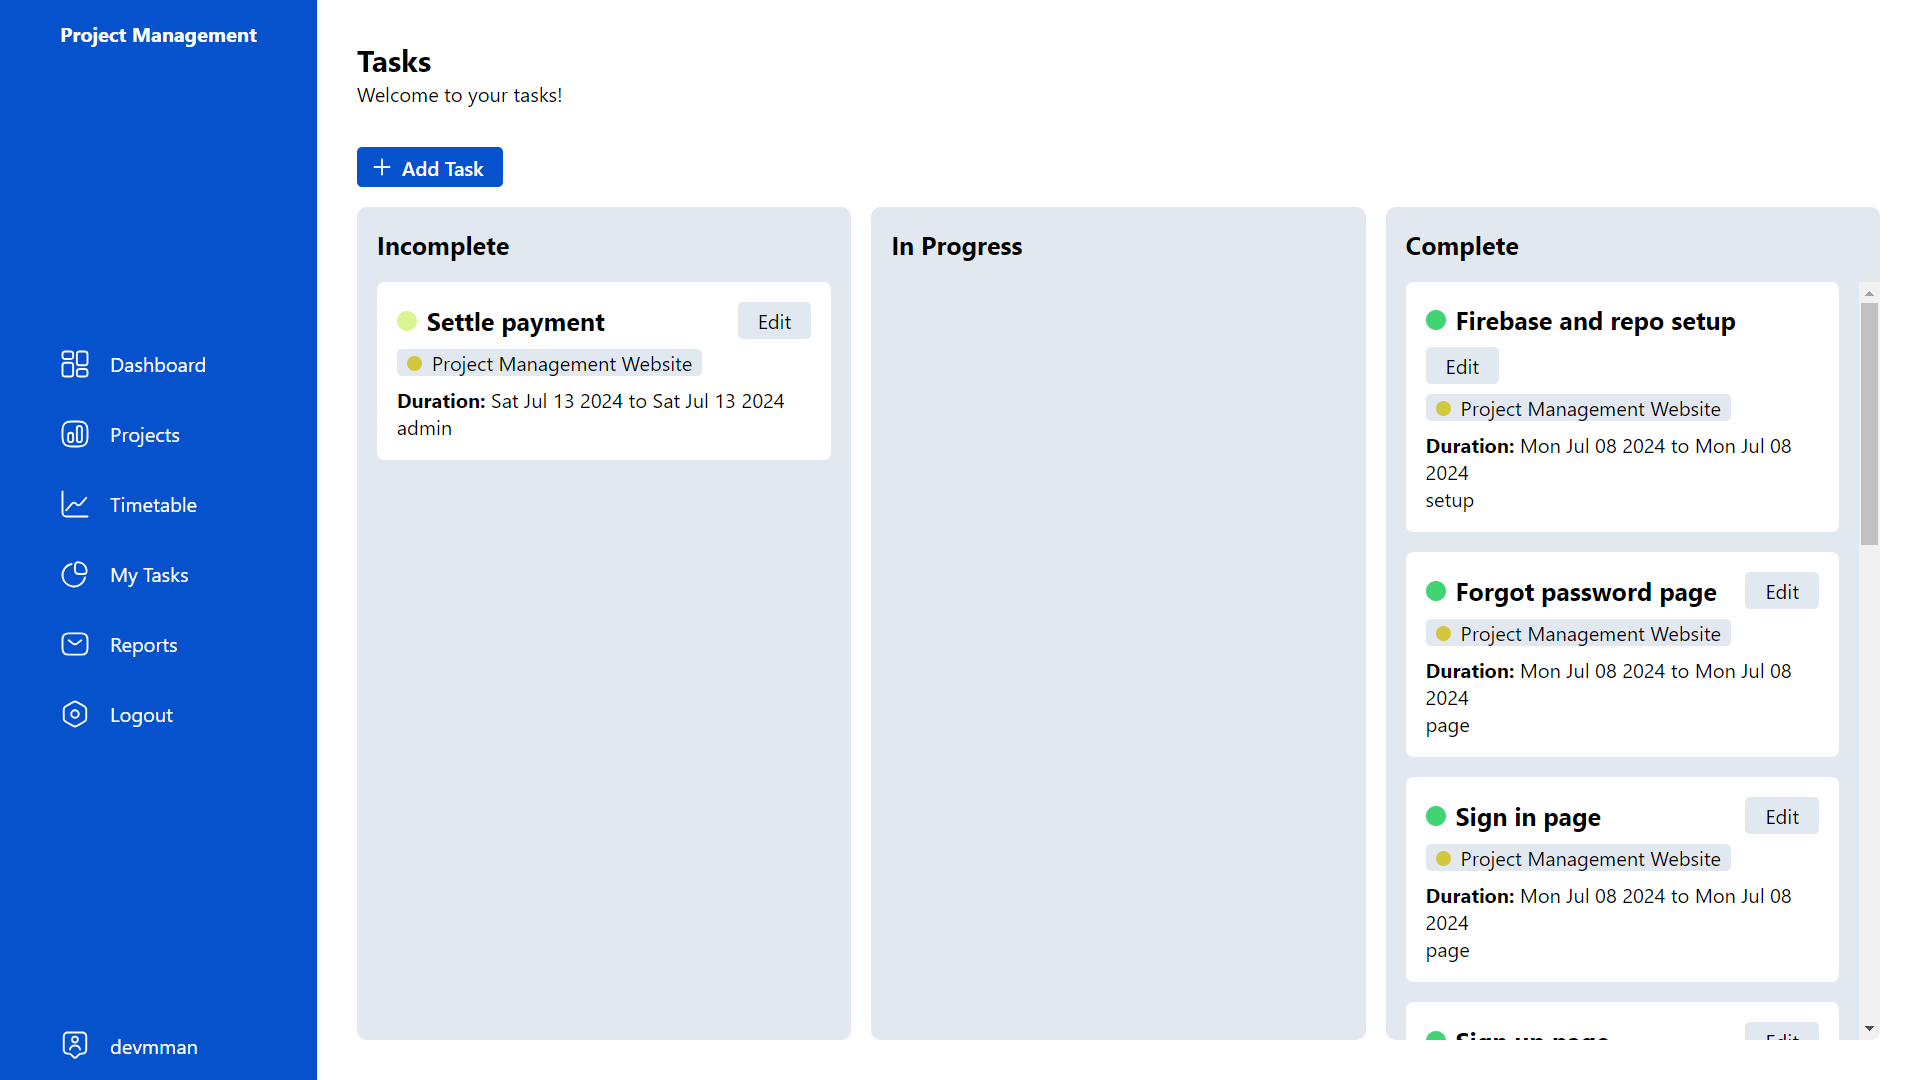 Project Management
Dashboard
Projects
Timetable
My Tasks
Reports
Logout
devmman
Tasks
Welcome to your tasks!
Add Task
Incomplete
Settle payment
Edit
Project Management Website
Duration: Sat Jul 13 2024 to Sat Jul 13 2024
admin
In Progress
Complete
Firebase and repo setup
Edit
Project Management Website
Duration: Mon Jul 08 2024 to Mon Jul 08
2024
setup
Forgot password page
Edit
Project Management Website
Duration: Mon Jul 08 2024 to Mon Jul 08
2024
page
Sign in page
Edit
Project Management Website
Duration: Mon Jul 08 2024 to Mon Jul 08
2024
page
Sign up page
Edit